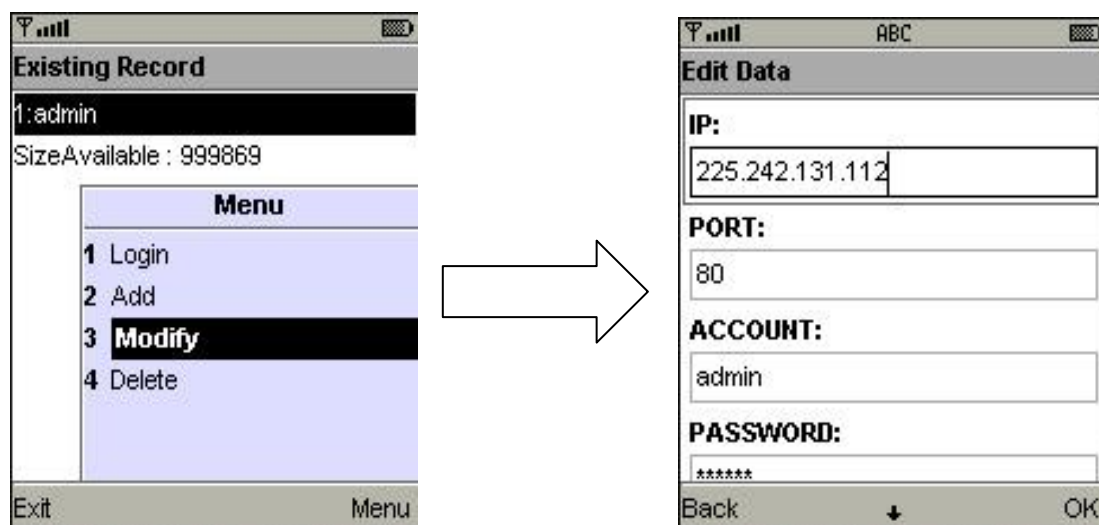 Existing Record
1:admin
SizeAvailable : 999869
Menu
1 Login
2 Add
3 Modify
4 Delete
Exit Menu
ABC
Edit Data
IP:
225.242.131.112
PORT:
80
ACCOUNT:
admin
PASSWORD:
******
Back OK